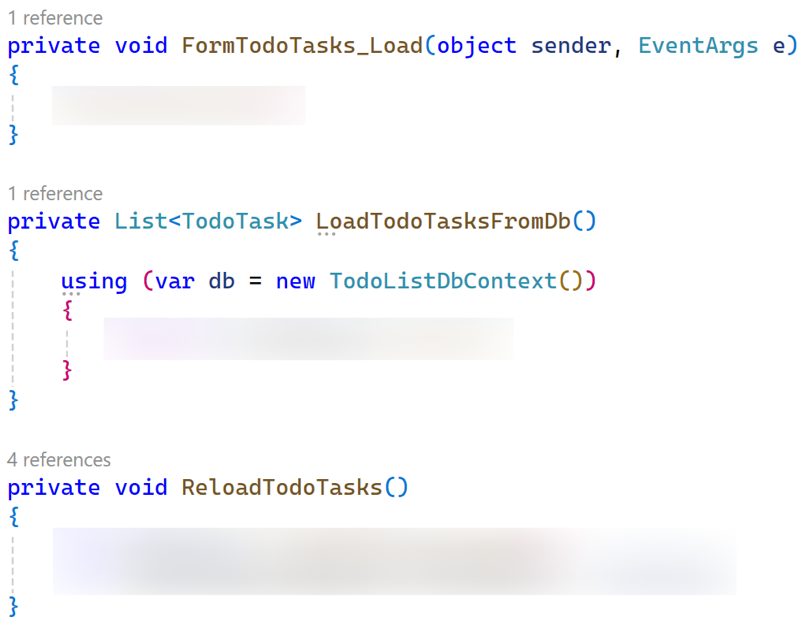 1 reference
private void FormTodoTasks_Load(object sender, EventArgs e)
{
}
1 reference
private List<TodoTask> LoadTodoTasksFromDb()
{
using (var db = new TodoListDbContext())
{
}
}
4 references
private void ReloadTodoTasks()
{
}